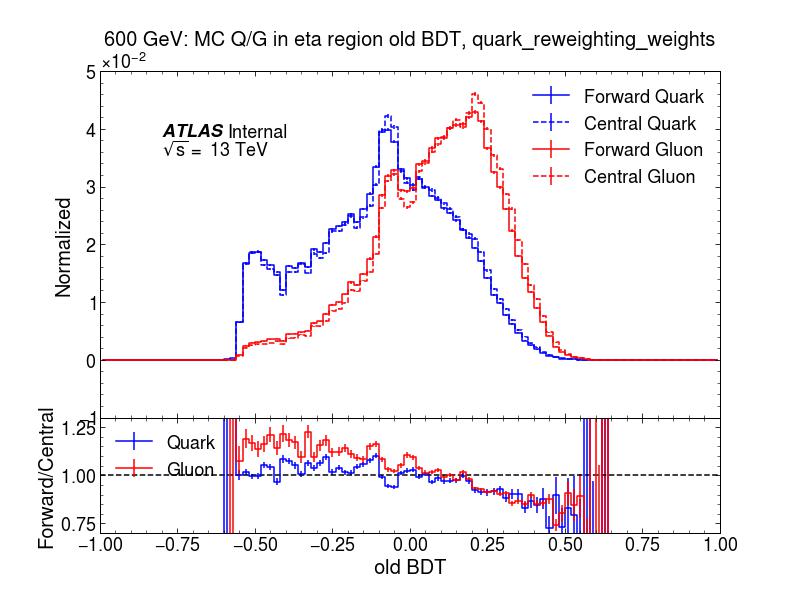 600 GeV: MC Q/G in eta region old BDT, quark_reweighting_weights
×10⁻²
5
4
3
2
1
0
1
Normalized
ATLAS Internal
√s = 13 TeV
Forward Quark
Central Quark
Forward Gluon
Central Gluon
Forward/Central
1.25
1.00
0.75
Quark
Gluon
−1.00 −0.75 −0.50 −0.25 0.00 0.25 0.50 0.75 1.00
old BDT